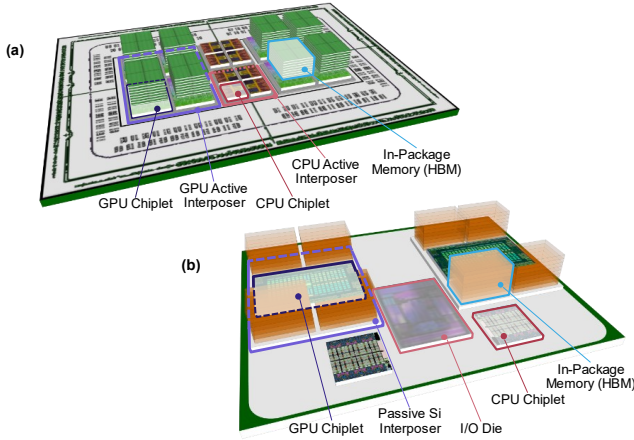 (a)
In-Package
Memory (HBM)
CPU Active
Interposer
GPU Active
Interposer
GPU Chiplet
CPU Chiplet
(b)
In-Package
Memory (HBM)
CPU Chiplet
GPU Chiplet
Passive Si
Interposer
I/O Die